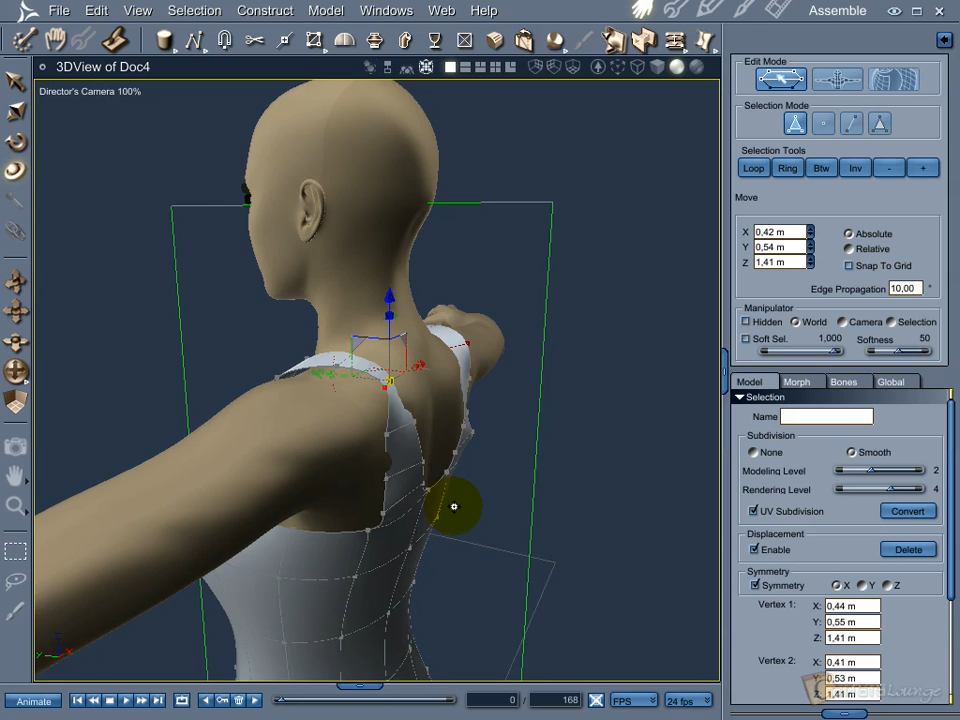 File Edit View Selection Construct Model Windows Web Help Assemble
3DView of Doc4
Director's Camera 100%
Edit Mode
Selection Mode
Selection Tools
Loop Ring Btw Inv - +
Move
X 0,42 m Absolute
Y 0,54 m Relative
Z 1,41 m Snap To Grid
Edge Propagation 10,00 °
Manipulator
Hidden World Camera Selection
Soft Sel. 1,000 Softness 50
Model Morph Bones Global
Selection
Name
Subdivision
None Smooth
Modeling Level 2
Rendering Level 4
UV Subdivision Convert
Displacement
Enable Delete
Symmetry
Symmetry X Y Z
Vertex 1: X: 0,44 m
Y: 0,55 m
Z: 1,41 m
Vertex 2: X: 0,41 m
Y: 0,53 m
Z: 1,41 m
Animate 0 168 FPS 24 fps